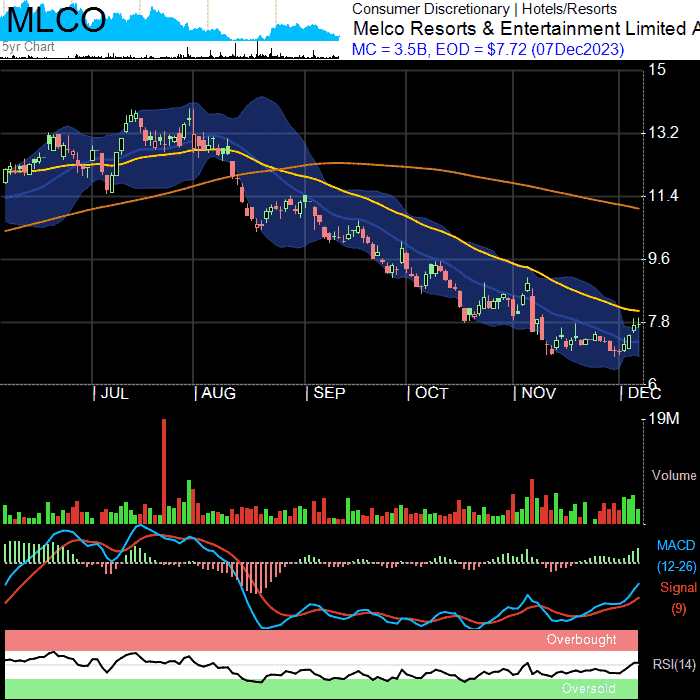 MLCO
5yr Chart
Consumer Discretionary | Hotels/Resorts
Melco Resorts & Entertainment Limited A
MC = 3.5B, EOD = $7.72 (07Dec2023)
15
13.2
11.4
9.6
7.8
6
JUL AUG SEP OCT NOV DEC
19M
Volume
MACD
(12-26)
Signal
(9)
Overbought
RSI(14)
Oversold